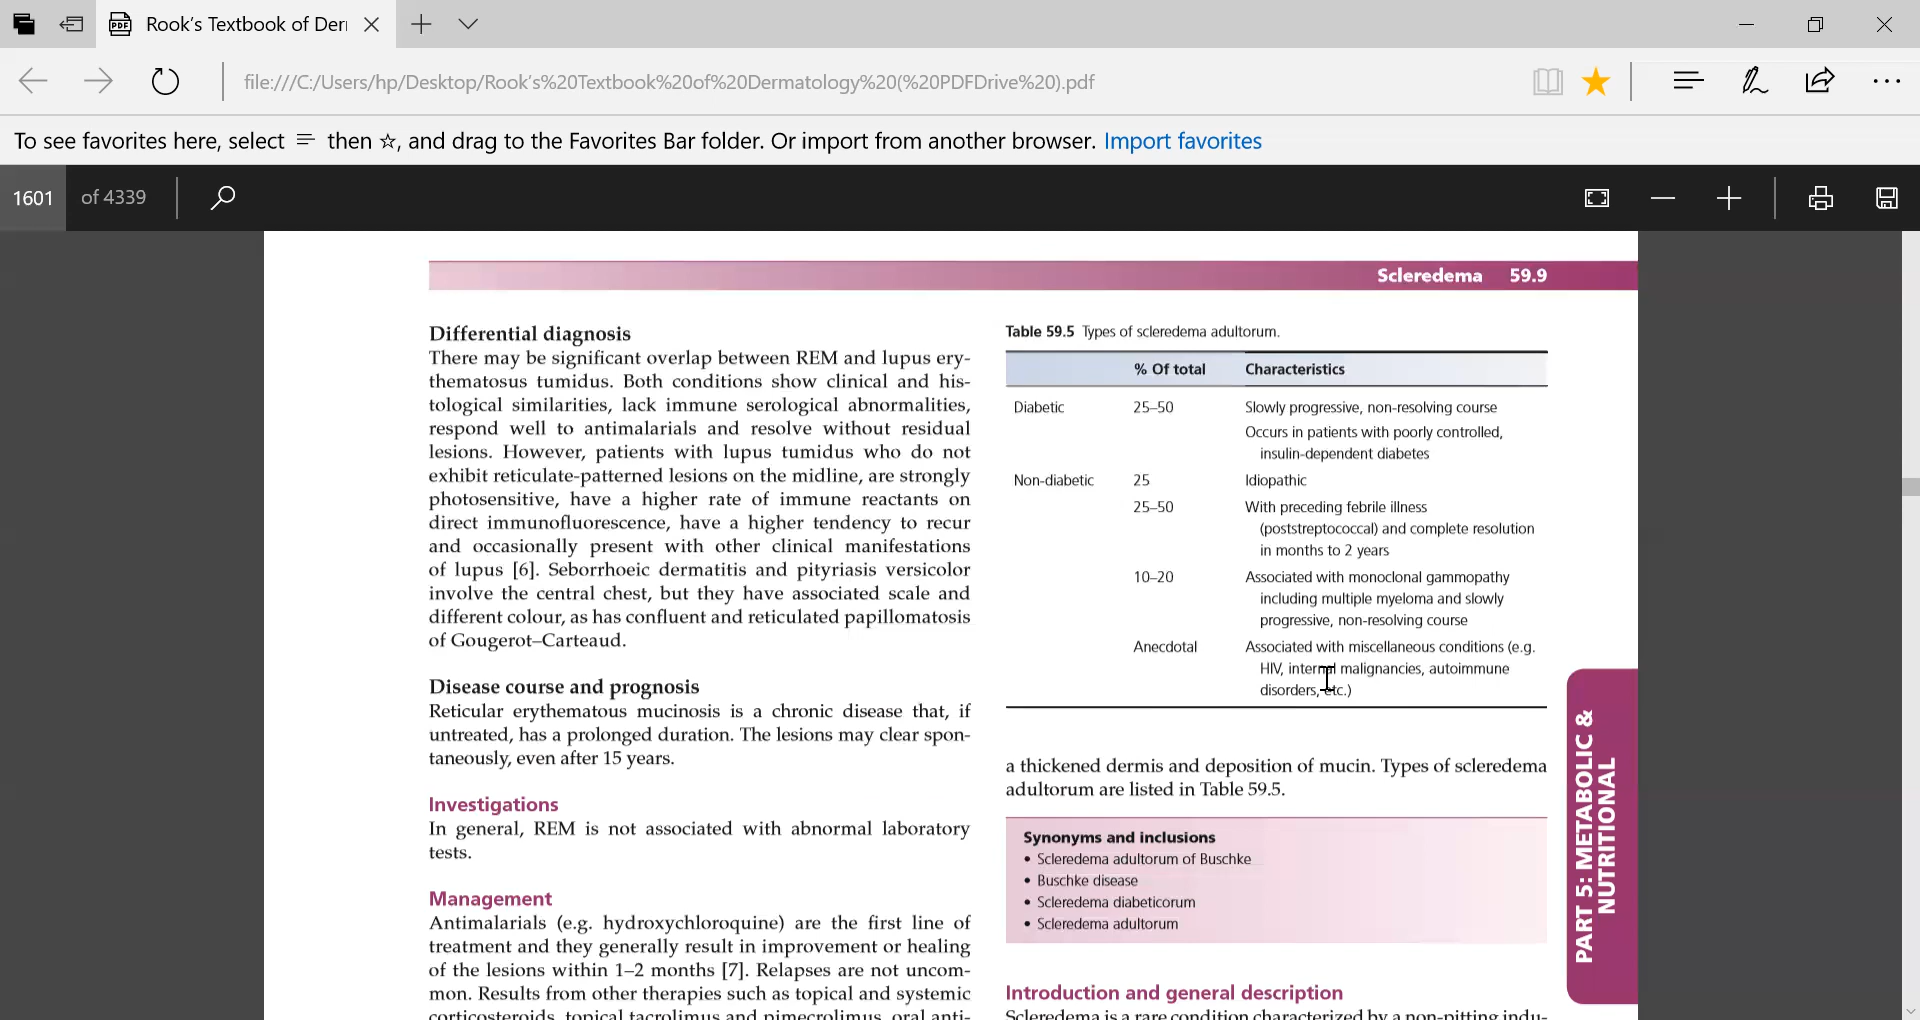 Rook's Textbook of Der
file:///C:/Users/hp/Desktop/Rook's%20Textbook%20of%20Dermatology%20(%20PDFDrive%20).pdf
To see favorites here, select then ☆, and drag to the Favorites Bar folder. Or import from another browser. Import favorites
1601 of 4339
Scleredema 59.9
Differential diagnosis
There may be significant overlap between REM and lupus ery-
thematosus tumidus. Both conditions show clinical and his-
tological similarities, lack immune serological abnormalities,
respond well to antimalarials and resolve without residual
lesions. However, patients with lupus tumidus who do not
exhibit reticulate-patterned lesions on the midline, are strongly
photosensitive, have a higher rate of immune reactants on
direct immunofluorescence, have a higher tendency to recur
and occasionally present with other clinical manifestations
of lupus [6]. Seborrhoeic dermatitis and pityriasis versicolor
involve the central chest, but they have associated scale and
different colour, as has confluent and reticulated papillomatosis
of Gougerot–Carteaud.
Disease course and prognosis
Reticular erythematous mucinosis is a chronic disease that, if
untreated, has a prolonged duration. The lesions may clear spon-
taneously, even after 15 years.
Investigations
In general, REM is not associated with abnormal laboratory
tests.
Management
Antimalarials (e.g. hydroxychloroquine) are the first line of
treatment and they generally result in improvement or healing
of the lesions within 1–2 months [7]. Relapses are not uncom-
mon. Results from other therapies such as topical and systemic
corticosteroids, topical tacrolimus and pimecrolimus, oral anti-
Table 59.5 Types of scleredema adultorum.
% Of total Characteristics
Diabetic 25–50 Slowly progressive, non-resolving course
Occurs in patients with poorly controlled,
insulin-dependent diabetes
Non-diabetic 25 Idiopathic
25–50 With preceding febrile illness
(poststreptococcal) and complete resolution
in months to 2 years
10–20 Associated with monoclonal gammopathy
including multiple myeloma and slowly
progressive, non-resolving course
Anecdotal Associated with miscellaneous conditions (e.g.
HIV, internal malignancies, autoimmune
disorders, etc.)
a thickened dermis and deposition of mucin. Types of scleredema
adultorum are listed in Table 59.5.
Synonyms and inclusions
• Scleredema adultorum of Buschke
• Buschke disease
• Scleredema diabeticorum
• Scleredema adultorum
Introduction and general description
Scleredema is a rare condition characterized by a non-pitting indu-
PART 5: METABOLIC &
NUTRITIONAL